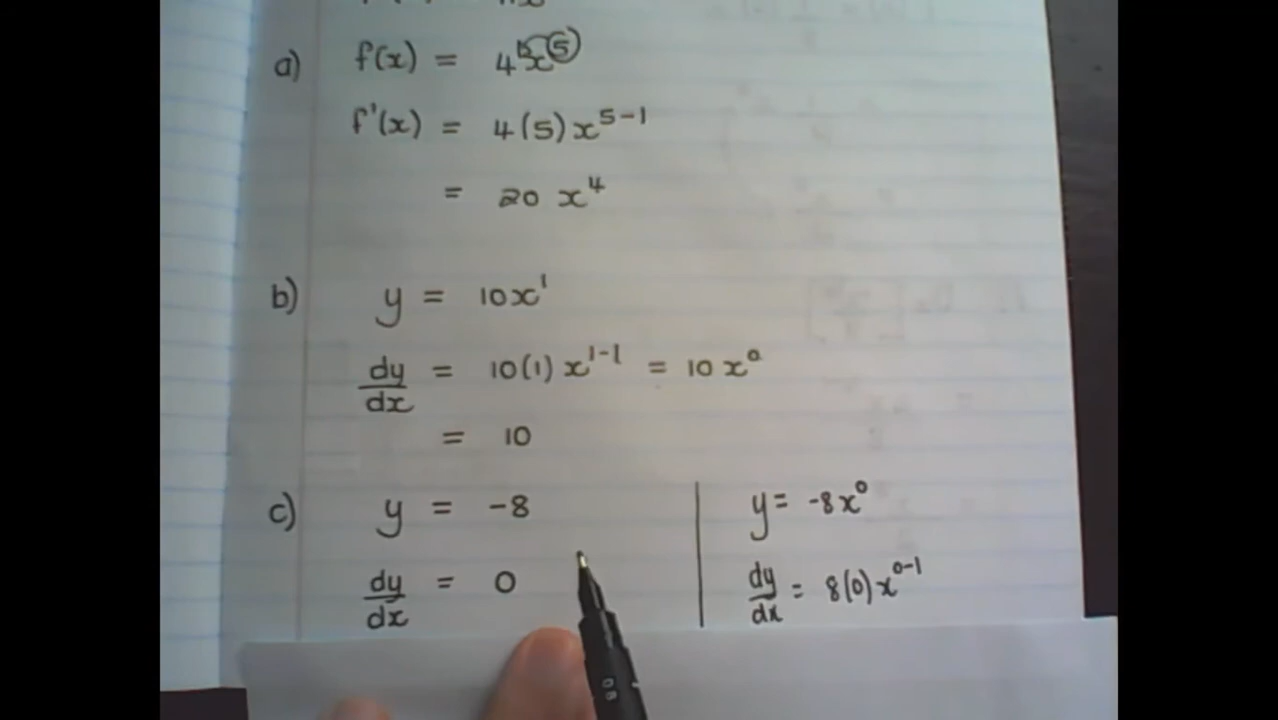 a) f(x) = 4x⁵
f'(x) = 4(5)x⁵⁻¹
= 20x⁴
b) y = 10x¹
dy/dx = 10(1)x¹⁻¹ = 10x⁰
= 10
c) y = -8
dy/dx = 0
y = -8x⁰
dy/dx = 8(0)x⁰⁻¹
08